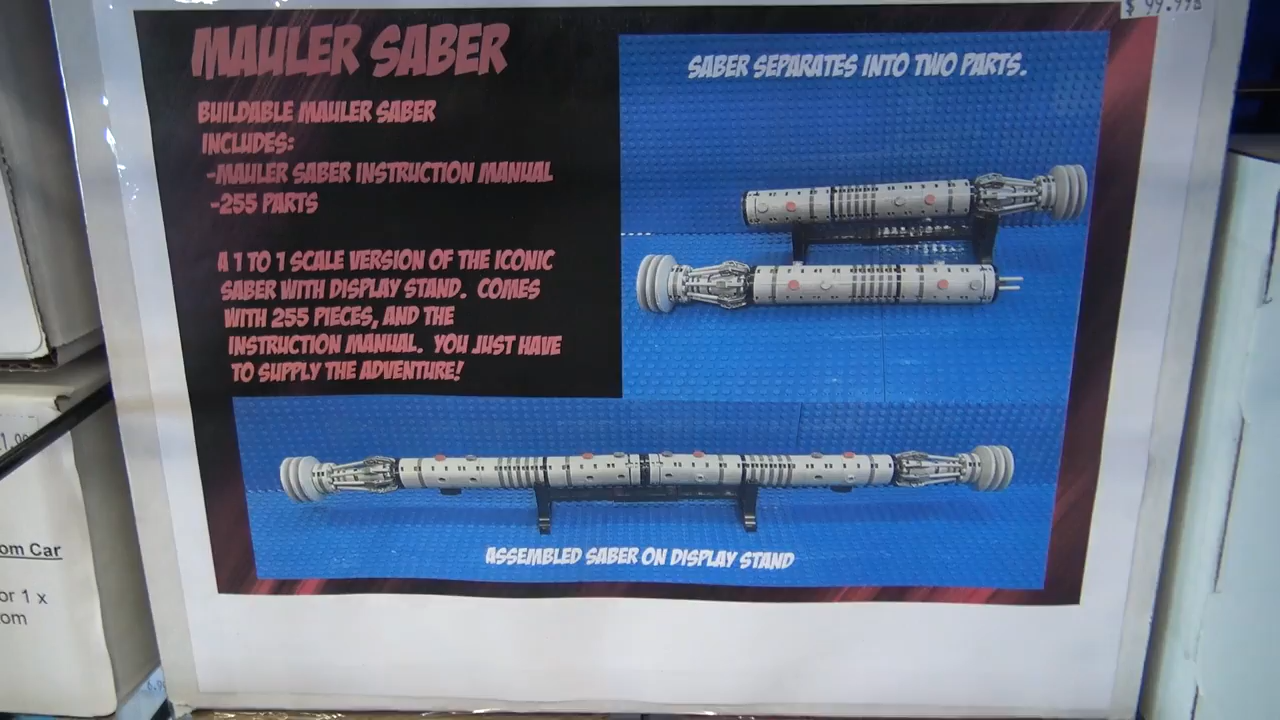 $ 99.99
MAULER SABER
BUILDABLE MAULER SABER
INCLUDES:
-MAULER SABER INSTRUCTION MANUAL
-255 PARTS
A 1 TO 1 SCALE VERSION OF THE ICONIC
SABER WITH DISPLAY STAND. COMES
WITH 255 PIECES, AND THE
INSTRUCTION MANUAL. YOU JUST HAVE
TO SUPPLY THE ADVENTURE!
SABER SEPARATES INTO TWO PARTS.
ASSEMBLED SABER ON DISPLAY STAND
om Car
or 1 x
om